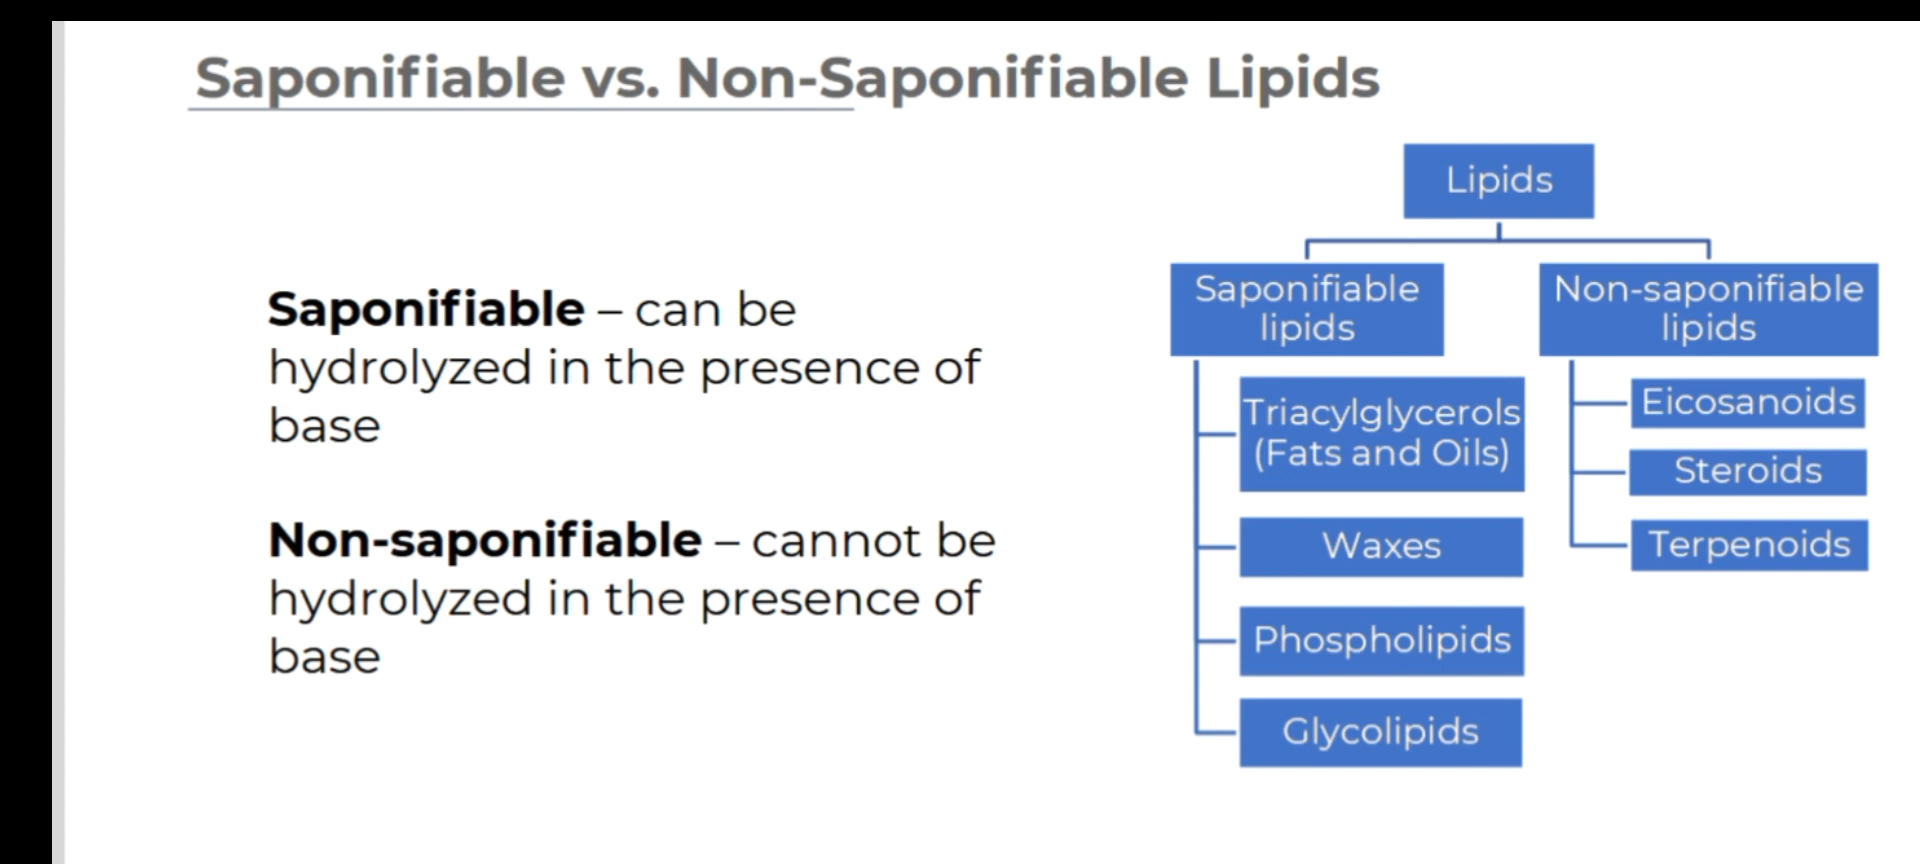 Saponifiable vs. Non-Saponifiable Lipids
Saponifiable – can be
hydrolyzed in the presence of
base
Non-saponifiable – cannot be
hydrolyzed in the presence of
base
Lipids
Saponifiable
lipids
Triacylglycerols
(Fats and Oils)
Waxes
Phospholipids
Glycolipids
Non-saponifiable
lipids
Eicosanoids
Steroids
Terpenoids